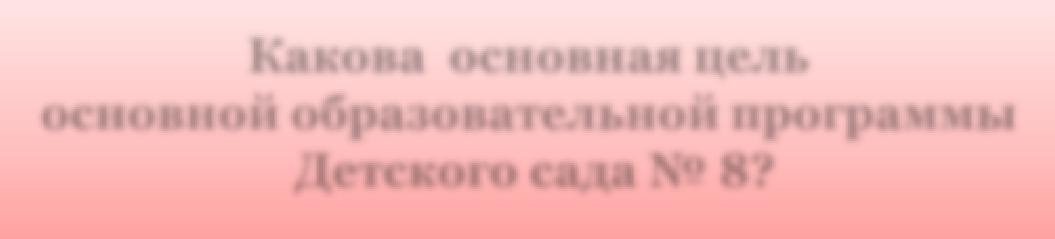 Какова основная цель
основной образовательной программы
Детского сада № 8?